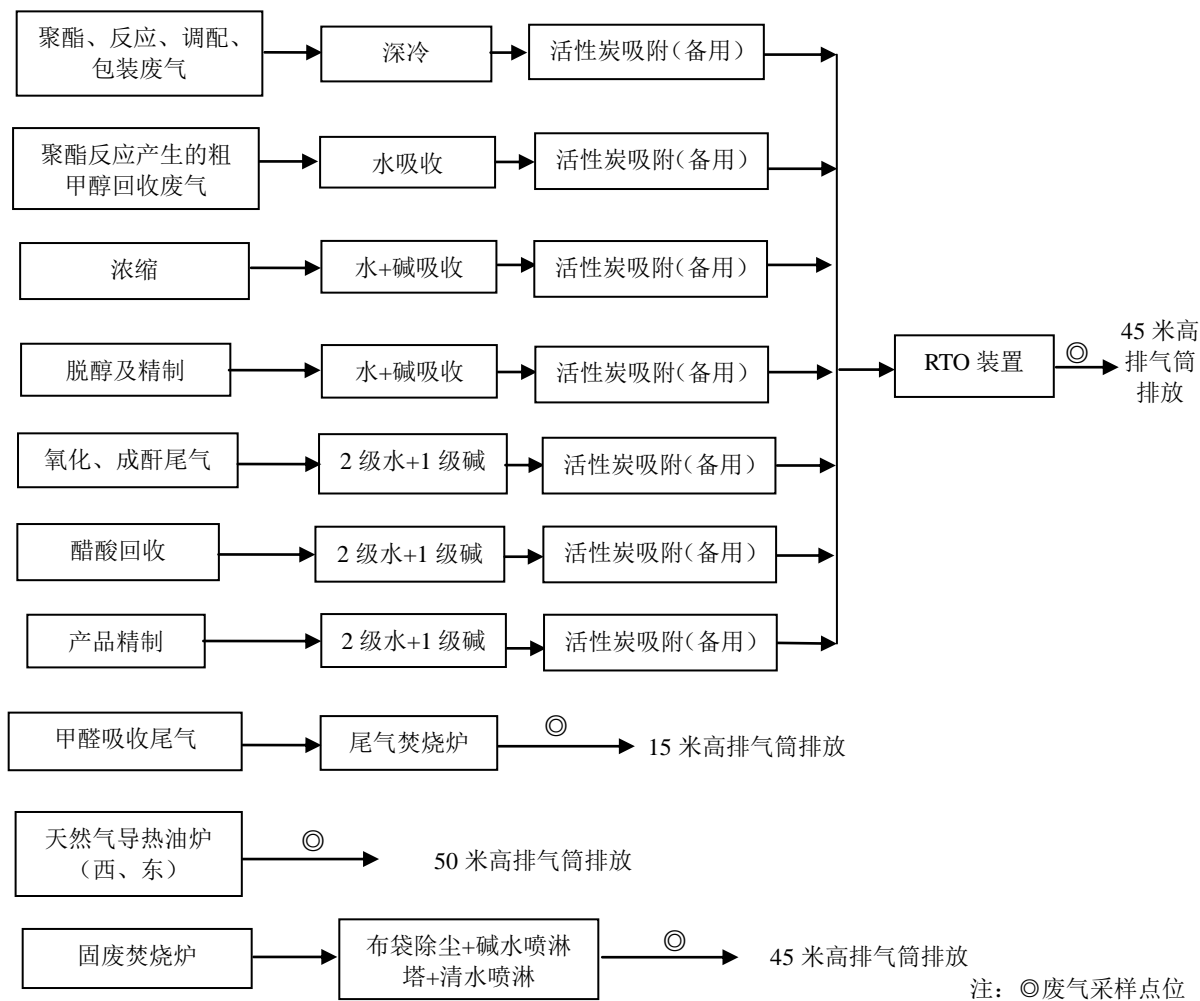 聚酯、反应、调配、
包装废气
深冷
活性炭吸附（备用）
聚酯反应产生的粗
甲醇回收废气
水吸收
活性炭吸附（备用）
浓缩
水+碱吸收
活性炭吸附（备用）
脱醇及精制
水+碱吸收
活性炭吸附（备用）
氧化、成酐尾气
2 级水+1 级碱
活性炭吸附（备用）
醋酸回收
2 级水+1 级碱
活性炭吸附（备用）
产品精制
2 级水+1 级碱
活性炭吸附（备用）
RTO 装置
◎
45 米高
排气筒
排放
甲醛吸收尾气
尾气焚烧炉
◎
15 米高排气筒排放
天然气导热油炉
（西、东）
◎
50 米高排气筒排放
固废焚烧炉
布袋除尘+碱水喷淋
塔+清水喷淋
◎
45 米高排气筒排放
注：◎废气采样点位